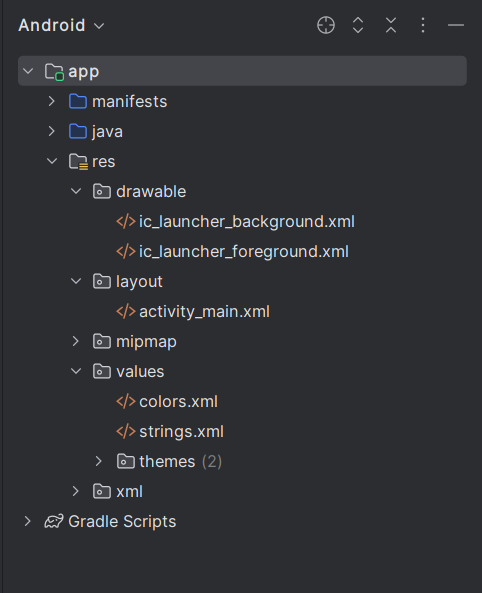 Android
app
manifests
java
res
drawable
ic_launcher_background.xml
ic_launcher_foreground.xml
layout
activity_main.xml
mipmap
values
colors.xml
strings.xml
themes (2)
xml
Gradle Scripts